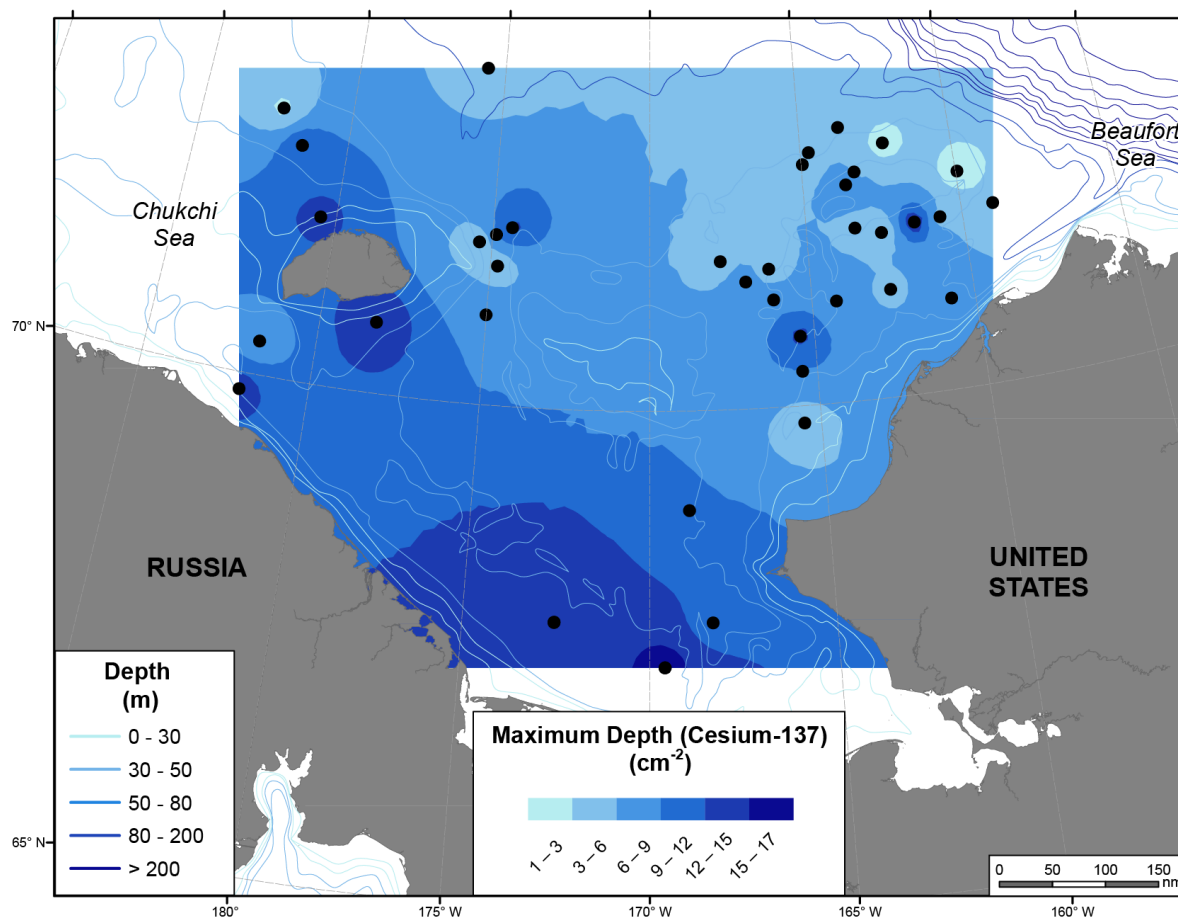 Beaufort
Sea
Chukchi
Sea
70° N
RUSSIA
UNITED
STATES
Depth
(m)
0 - 30
30 - 50
50 - 80
80 - 200
> 200
Maximum Depth (Cesium-137)
(cm-2)
1 – 3
3 – 6
6 – 9
9 – 12
12 – 15
15 – 17
65° N
0 50 100 150
nm
180°
175° W
170° W
165° W
160° W